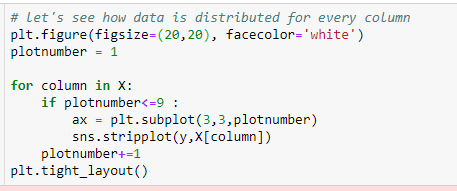 # let's see how data is distributed for every column
plt.figure(figsize=(20,20), facecolor='white')
plotnumber = 1

for column in X:
    if plotnumber<=9 :
        ax = plt.subplot(3,3,plotnumber)
        sns.stripplot(y,X[column])
    plotnumber+=1
plt.tight_layout()